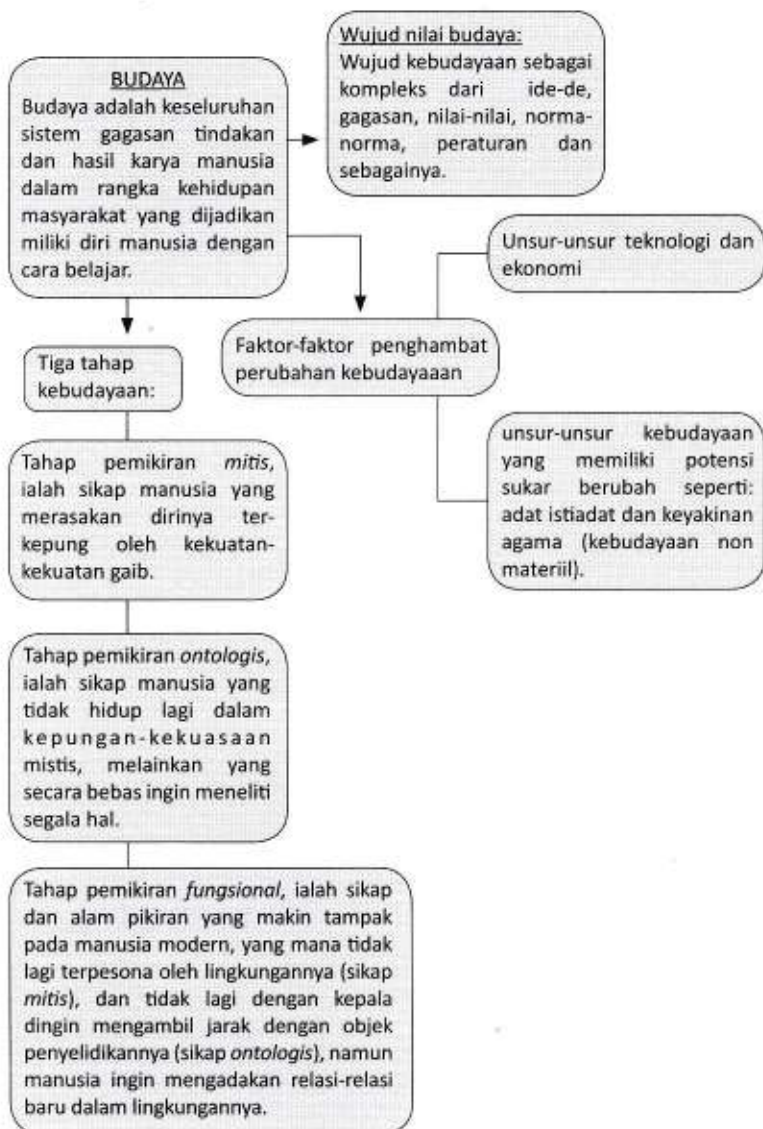 BUDAYA
Budaya adalah keseluruhan
sistem gagasan tindakan
dan hasil karya manusia
dalam rangka kehidupan
masyarakat yang dijadikan
miliki diri manusia dengan
cara belajar.
Wujud nilai budaya:
Wujud kebudayaan sebagai
kompleks dari ide-de,
gagasan, nilai-nilai, norma-
norma, peraturan dan
sebagainya.
Unsur-unsur teknologi dan
ekonomi
Faktor-faktor penghambat
perubahan kebudayaaan
unsur-unsur kebudayaan
yang memiliki potensi
sukar berubah seperti:
adat istiadat dan keyakinan
agama (kebudayaan non
materiil).
Tiga tahap
kebudayaan:
Tahap pemikiran mitis,
ialah sikap manusia yang
merasakan dirinya ter-
kepung oleh kekuatan-
kekuatan gaib.
Tahap pemikiran ontologis,
ialah sikap manusia yang
tidak hidup lagi dalam
kepungan-kekuasaan
mistis, melainkan yang
secara bebas ingin meneliti
segala hal.
Tahap pemikiran fungsional, ialah sikap
dan alam pikiran yang makin tampak
pada manusia modern, yang mana tidak
lagi terpesona oleh lingkungannya (sikap
mitis), dan tidak lagi dengan kepala
dingin mengambil jarak dengan objek
penyelidikannya (sikap ontologis), namun
manusia ingin mengadakan relasi-relasi
baru dalam lingkungannya.